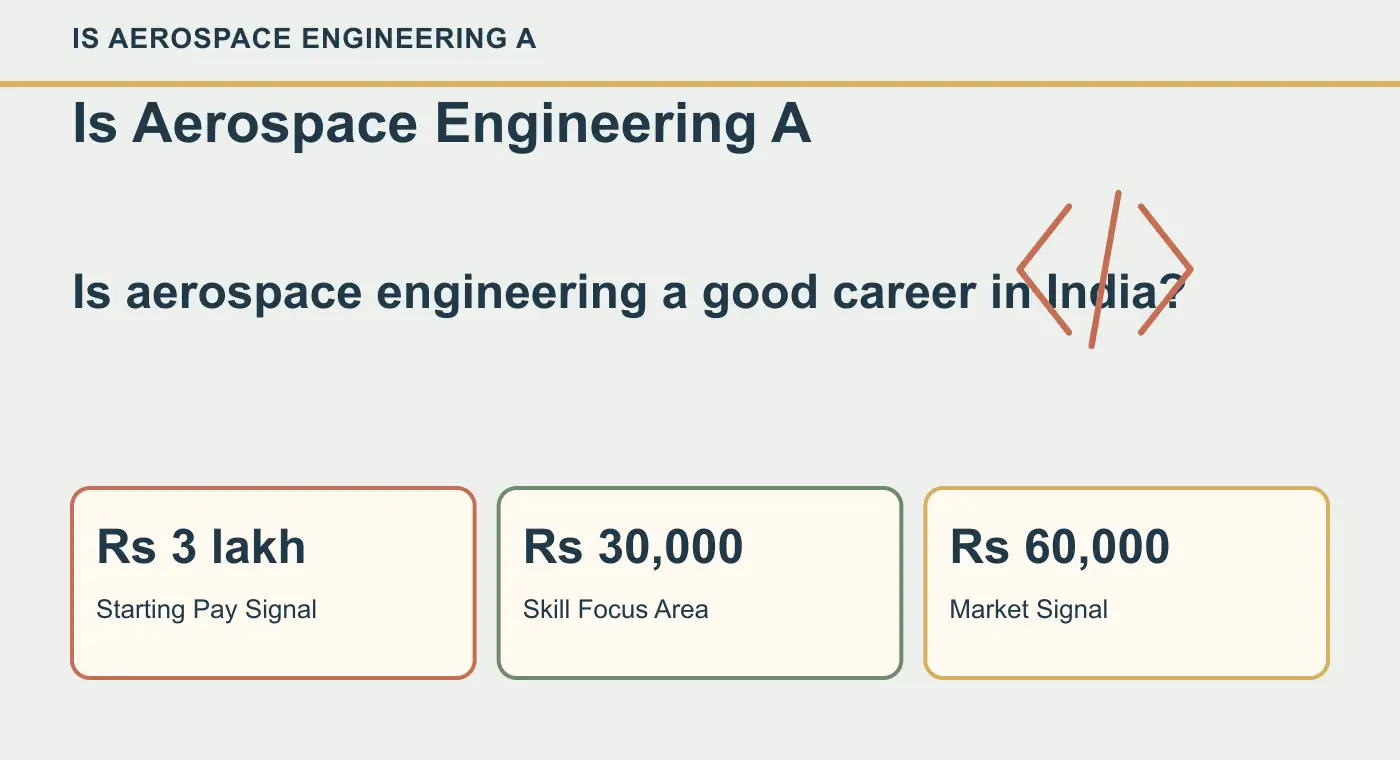 IS AEROSPACE ENGINEERING A
Is Aerospace Engineering A
Is aerospace engineering a good career in India?
Rs 3 lakh
Starting Pay Signal
Rs 30,000
Skill Focus Area
Rs 60,000
Market Signal